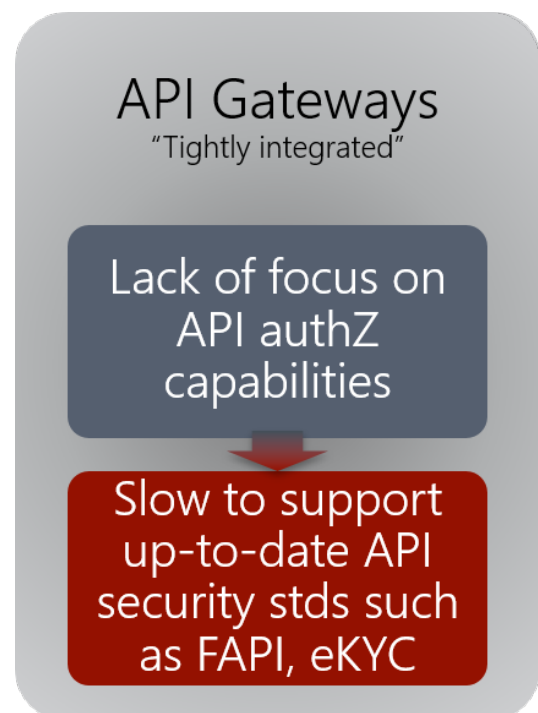 API Gateways
“Tightly integrated”
Lack of focus on
API authZ
capabilities
Slow to support
up-to-date API
security stds such
as FAPI, eKYC